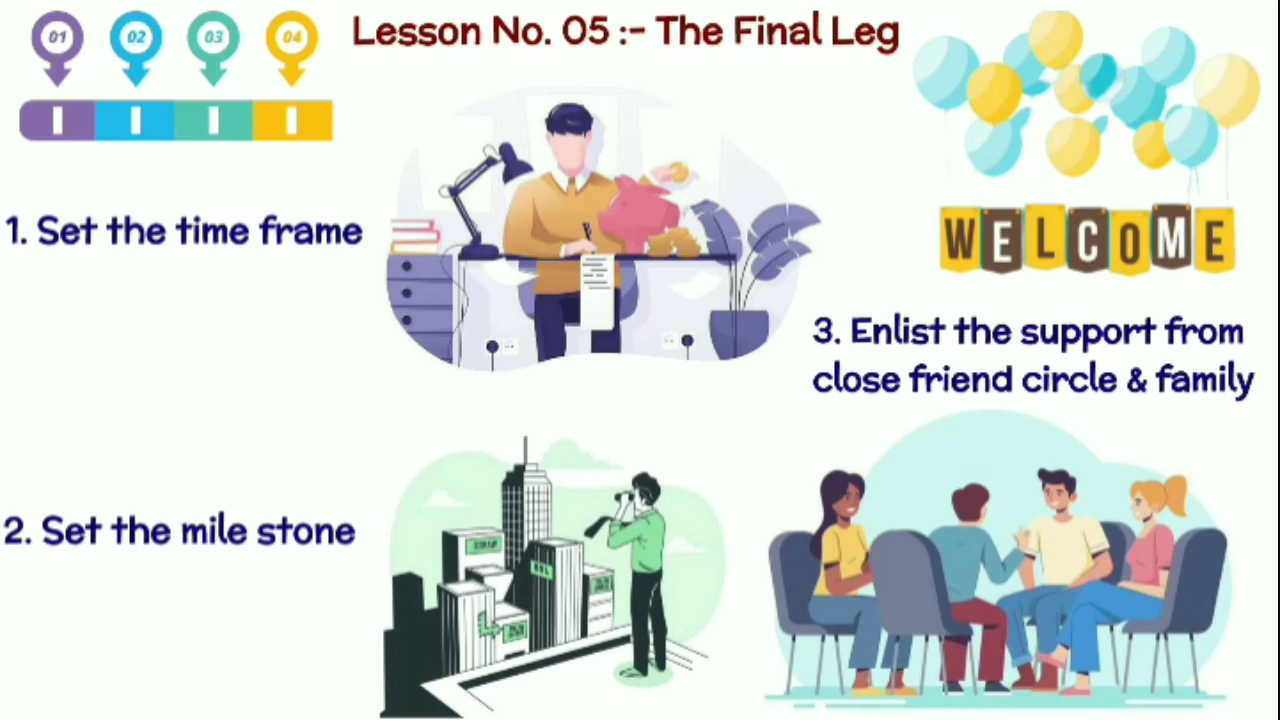 01 02 03 04
Lesson No. 05 :- The Final Leg
WELCOME
1. Set the time frame
3. Enlist the support from
close friend circle & family
2. Set the mile stone